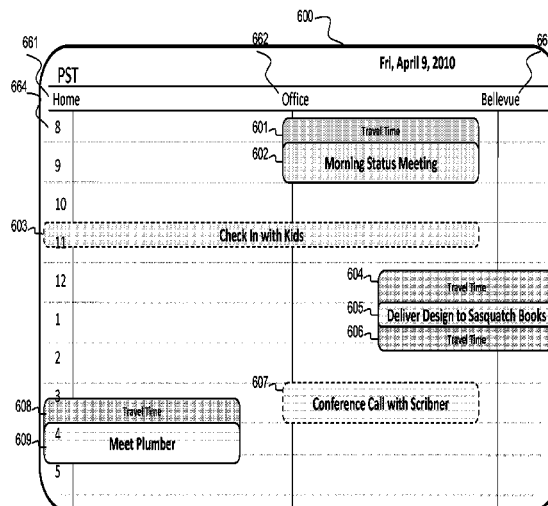 600
661
662
66
Fri, April 9, 2010
PST
664
Home
Office
Bellevue
8
601
Travel Time
602
Morning Status Meeting
9
10
603
Check In with Kids
11
604
12
Travel Time
605
Deliver Design to Sasquatch Books
1
606
Travel Time
2
607
3
Conference Call with Scribner
608
Travel Time
4
609
Meet Plumber
5